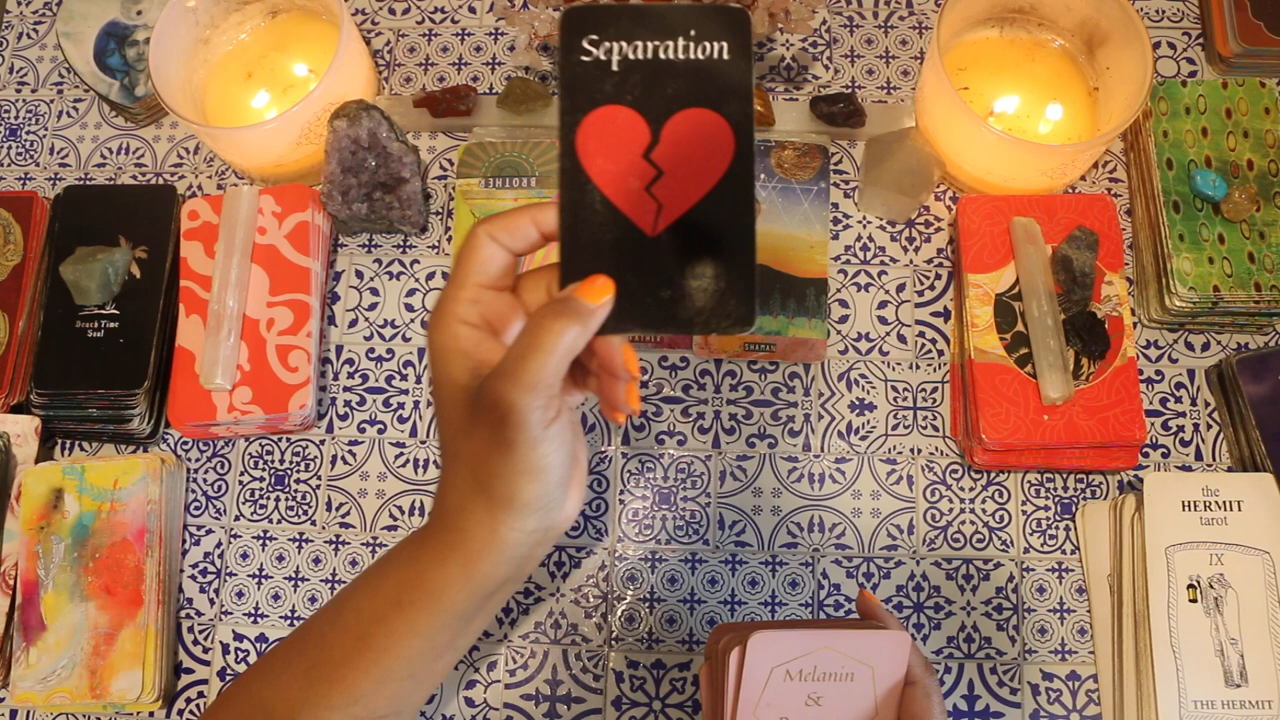 Separation
BROTHER
SHAMAN
Death Time
Soul
the
HERMIT
tarot
IX
THE HERMIT
Melanin
&